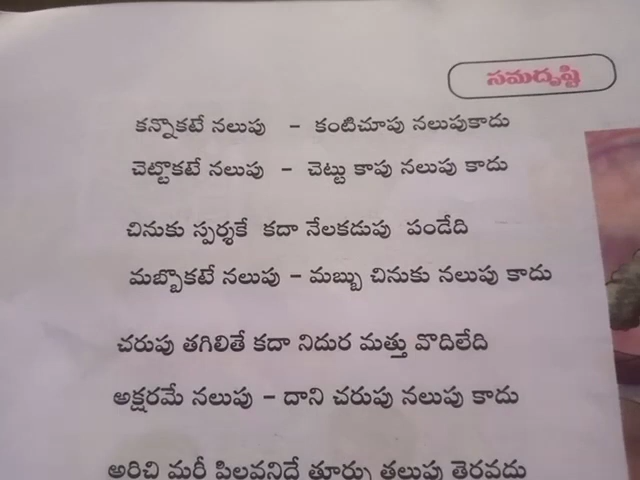 సమదృష్టి
కన్నొకటే నలుపు – కంటిచూపు నలుపుకాదు
చెట్టొకటే నలుపు – చెట్టు కాపు నలుపు కాదు
చినుకు స్పర్శకే కదా నేలకడుపు పండేది
మబ్బొకటే నలుపు – మబ్బు చినుకు నలుపు కాదు
చరుపు తగిలితే కదా నిదుర మత్తు వొదిలేది
అక్షరమే నలుపు – దాని చరుపు నలుపు కాదు
అరిచి మరీ పిలవనిదే తూర్పు తలుపు తెరవదు